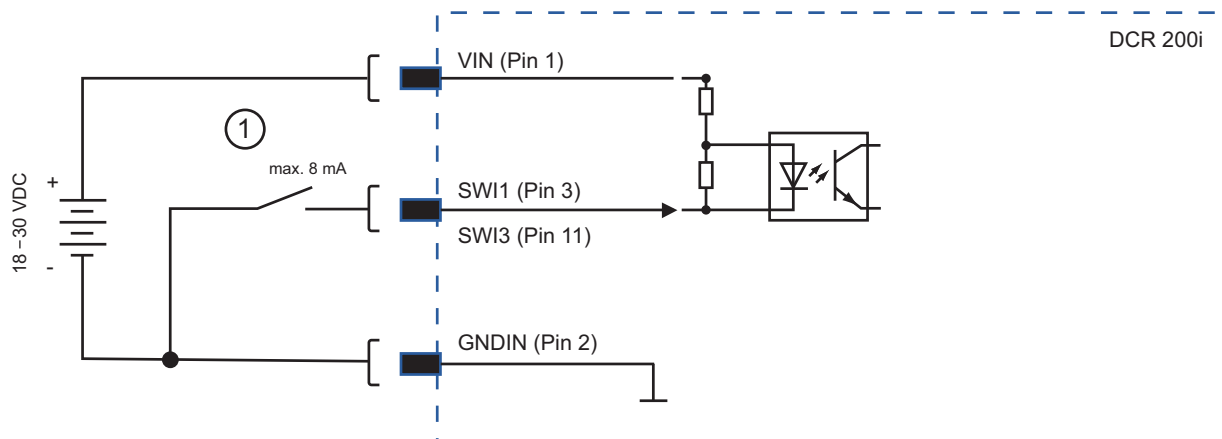 DCR 200i
VIN (Pin 1)
1
max. 8 mA
+
18 – 30 VDC
-
SWI1 (Pin 3)
SWI3 (Pin 11)
GNDIN (Pin 2)